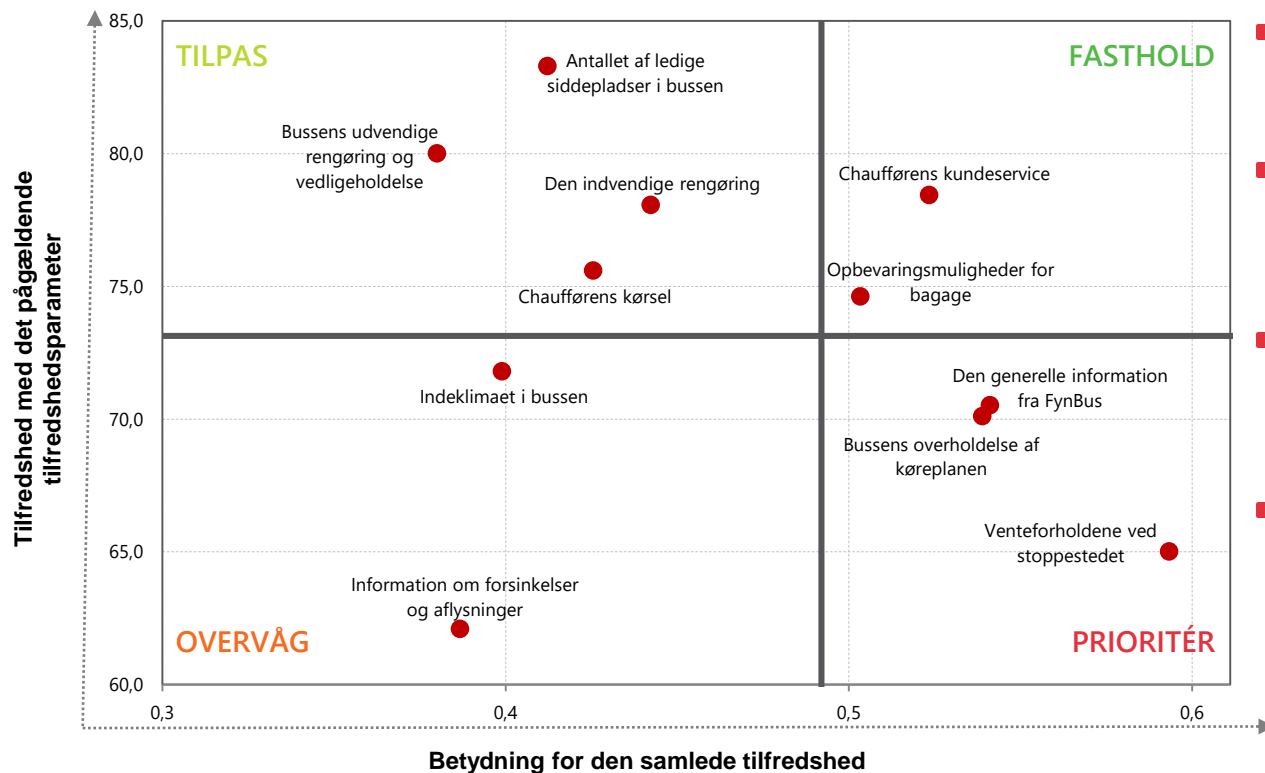 85,0
TILPAS
FASTHOLD
Antallet af ledige
siddepladser i bussen
Bussens udvendige
rengøring og
vedligeholdelse
80,0
Den indvendige rengøring
Chaufførens kundeservice
Tilfredshed med det pågældende
tilfredshedsparameter
75,0
Chaufførens kørsel
Opbevaringsmuligheder for
bagage
Indeklimaet i bussen
Den generelle information
fra FynBus
70,0
Bussens overholdelse af
køreplanen
Venteforholdene ved
stoppestedet
65,0
Information om forsinkelser
og aflysninger
OVERVÅG
PRIORITÉR
60,0
0,3
0,4
0,5
0,6
Betydning for den samlede tilfredshed